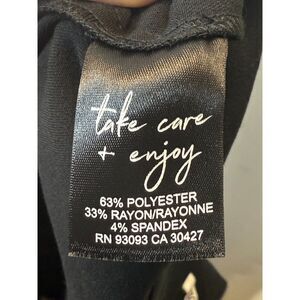 take care
+ enjoy
63% POLYESTER
33% RAYON/RAYONNE
4% SPANDEX
RN 93093 CA 30427